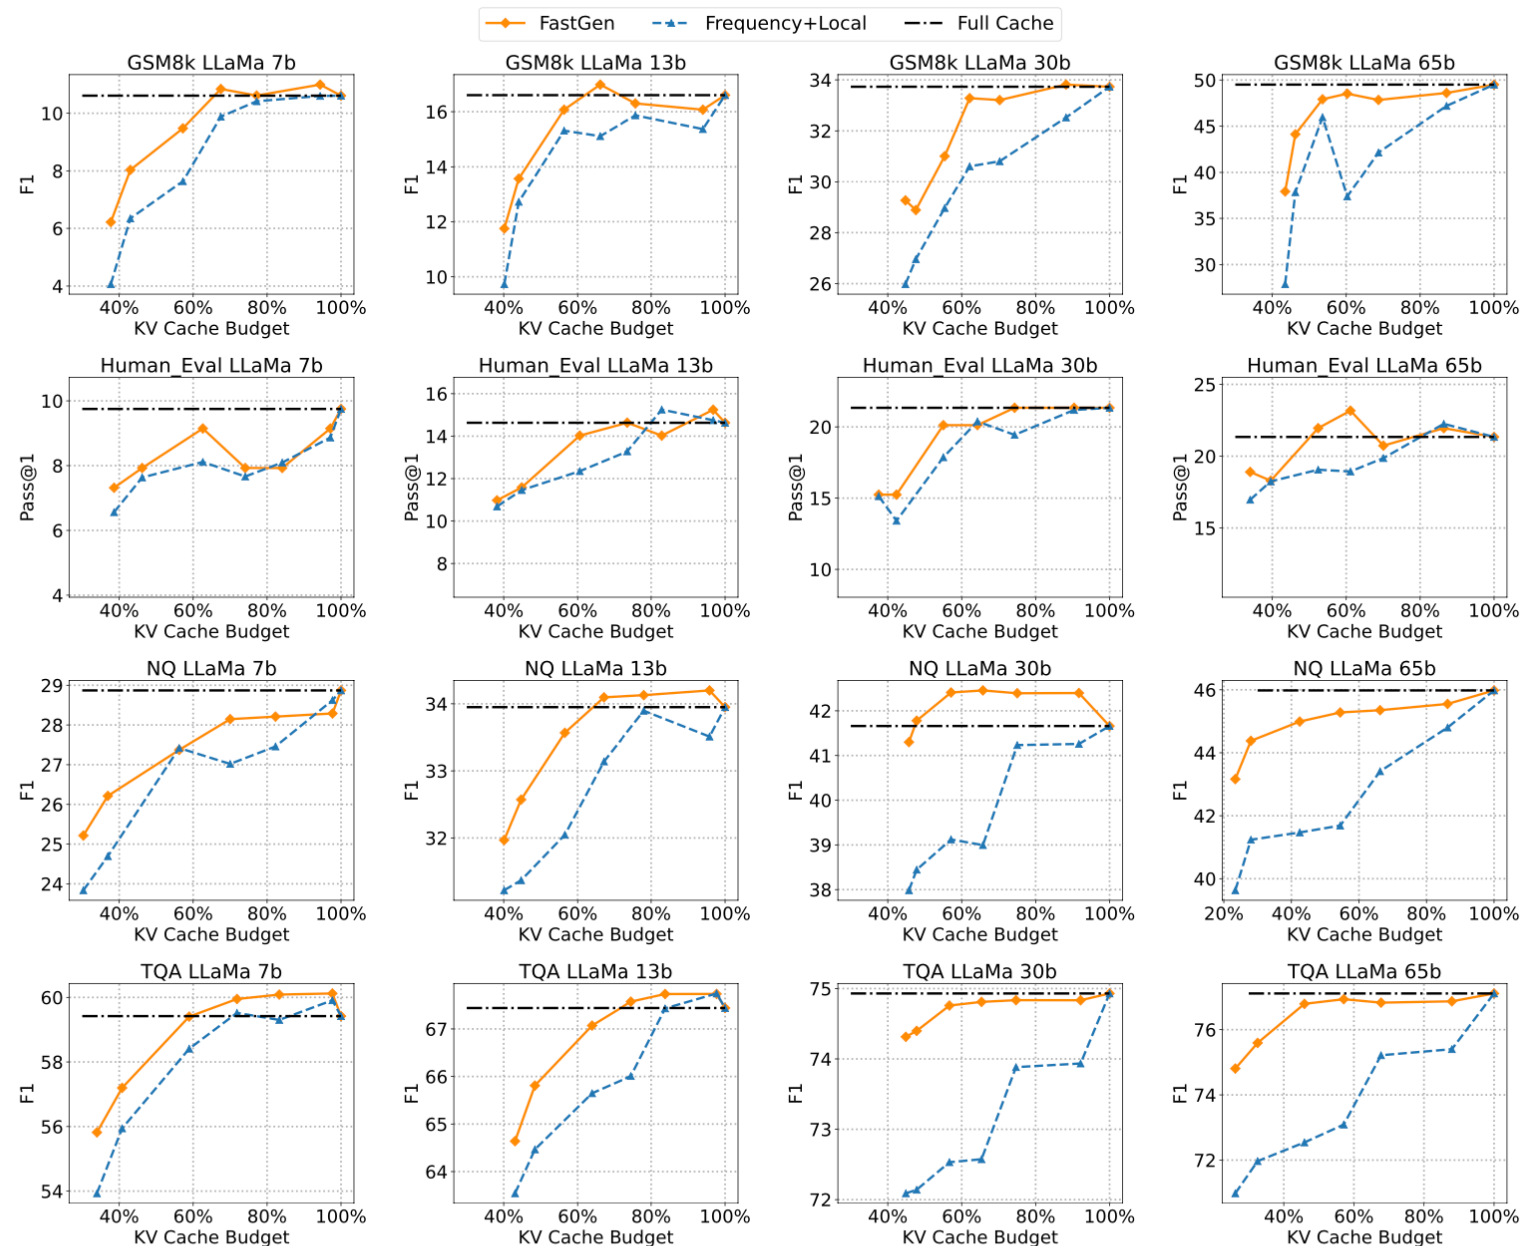 FastGen Frequency+Local Full Cache
GSM8k LLaMa 7b GSM8k LLaMa 13b GSM8k LLaMa 30b GSM8k LLaMa 65b
F1 F1 F1 F1
10 8 6 4
16 14 12 10
34 32 30 28 26
50 45 40 35 30
40% 60% 80% 100% 40% 60% 80% 100% 40% 60% 80% 100% 40% 60% 80% 100%
KV Cache Budget KV Cache Budget KV Cache Budget KV Cache Budget
Human_Eval LLaMa 7b Human_Eval LLaMa 13b Human_Eval LLaMa 30b Human_Eval LLaMa 65b
Pass@1 Pass@1 Pass@1 Pass@1
10 8 6 4
16 14 12 10 8
20 15 10
25 20 15
40% 60% 80% 100% 40% 60% 80% 100% 40% 60% 80% 100% 40% 60% 80% 100%
KV Cache Budget KV Cache Budget KV Cache Budget KV Cache Budget
NQ LLaMa 7b NQ LLaMa 13b NQ LLaMa 30b NQ LLaMa 65b
F1 F1 F1 F1
29 28 27 26 25 24
34 33 32
42 41 40 39 38
46 44 42 40
40% 60% 80% 100% 40% 60% 80% 100% 40% 60% 80% 100% 20% 40% 60% 80% 100%
KV Cache Budget KV Cache Budget KV Cache Budget KV Cache Budget
TQA LLaMa 7b TQA LLaMa 13b TQA LLaMa 30b TQA LLaMa 65b
F1 F1 F1 F1
60 58 56 54
67 66 65 64
75 74 73 72
76 74 72
40% 60% 80% 100% 40% 60% 80% 100% 40% 60% 80% 100% 40% 60% 80% 100%
KV Cache Budget KV Cache Budget KV Cache Budget KV Cache Budget